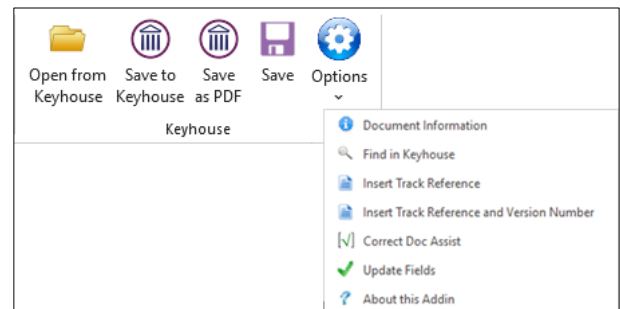 Open from Save to Save Save Options
Keyhouse Keyhouse as PDF
Keyhouse
Document Information
Find in Keyhouse
Insert Track Reference
Insert Track Reference and Version Number
[√] Correct Doc Assist
Update Fields
? About this Addin